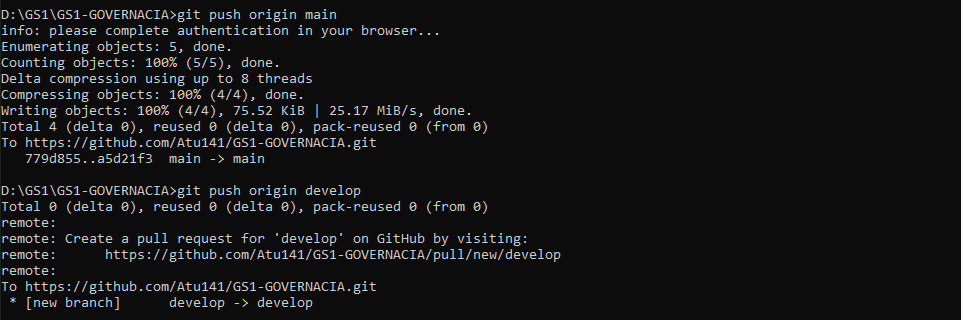 D:\GS1\GS1-GOVERNACIA>git push origin main
info: please complete authentication in your browser...
Enumerating objects: 5, done.
Counting objects: 100% (5/5), done.
Delta compression using up to 8 threads
Compressing objects: 100% (4/4), done.
Writing objects: 100% (4/4), 75.52 KiB | 25.17 MiB/s, done.
Total 4 (delta 0), reused 0 (delta 0), pack-reused 0 (from 0)
To https://github.com/Atu141/GS1-GOVERNACIA.git
   779d855..a5d21f3  main -> main
D:\GS1\GS1-GOVERNACIA>git push origin develop
Total 0 (delta 0), reused 0 (delta 0), pack-reused 0 (from 0)
remote:
remote: Create a pull request for 'develop' on GitHub by visiting:
remote:      https://github.com/Atu141/GS1-GOVERNACIA/pull/new/develop
remote:
To https://github.com/Atu141/GS1-GOVERNACIA.git
 * [new branch]      develop -> develop